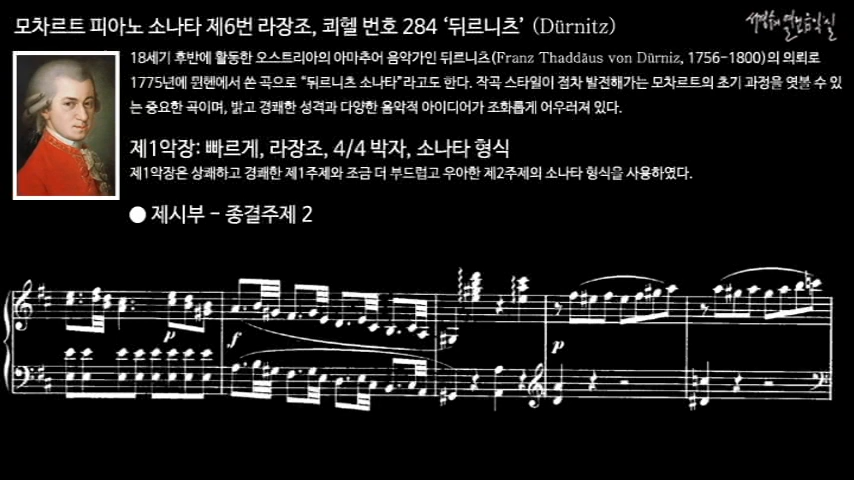 모차르트 피아노 소나타 제6번 라장조, 쾨헬 번호 284 ‘뒤르니츠’ (Dürnitz)
서정원의 열린음악실
18세기 후반에 활동한 오스트리아의 아마추어 음악가인 뒤르니츠(Franz Thaddäus von Dürniz, 1756-1800)의 의뢰로
1775년에 뮌헨에서 쓴 곡으로 “뒤르니츠 소나타”라고도 한다. 작곡 스타일이 점차 발전해가는 모차르트의 초기 과정을 엿볼 수 있
는 중요한 곡이며, 밝고 경쾌한 성격과 다양한 음악적 아이디어가 조화롭게 어우러져 있다.
제1악장: 빠르게, 라장조, 4/4 박자, 소나타 형식
제1악장은 상쾌하고 경쾌한 제1주제와 조금 더 부드럽고 우아한 제2주제의 소나타 형식을 사용하였다.
● 제시부 - 종결주제 2
p f p